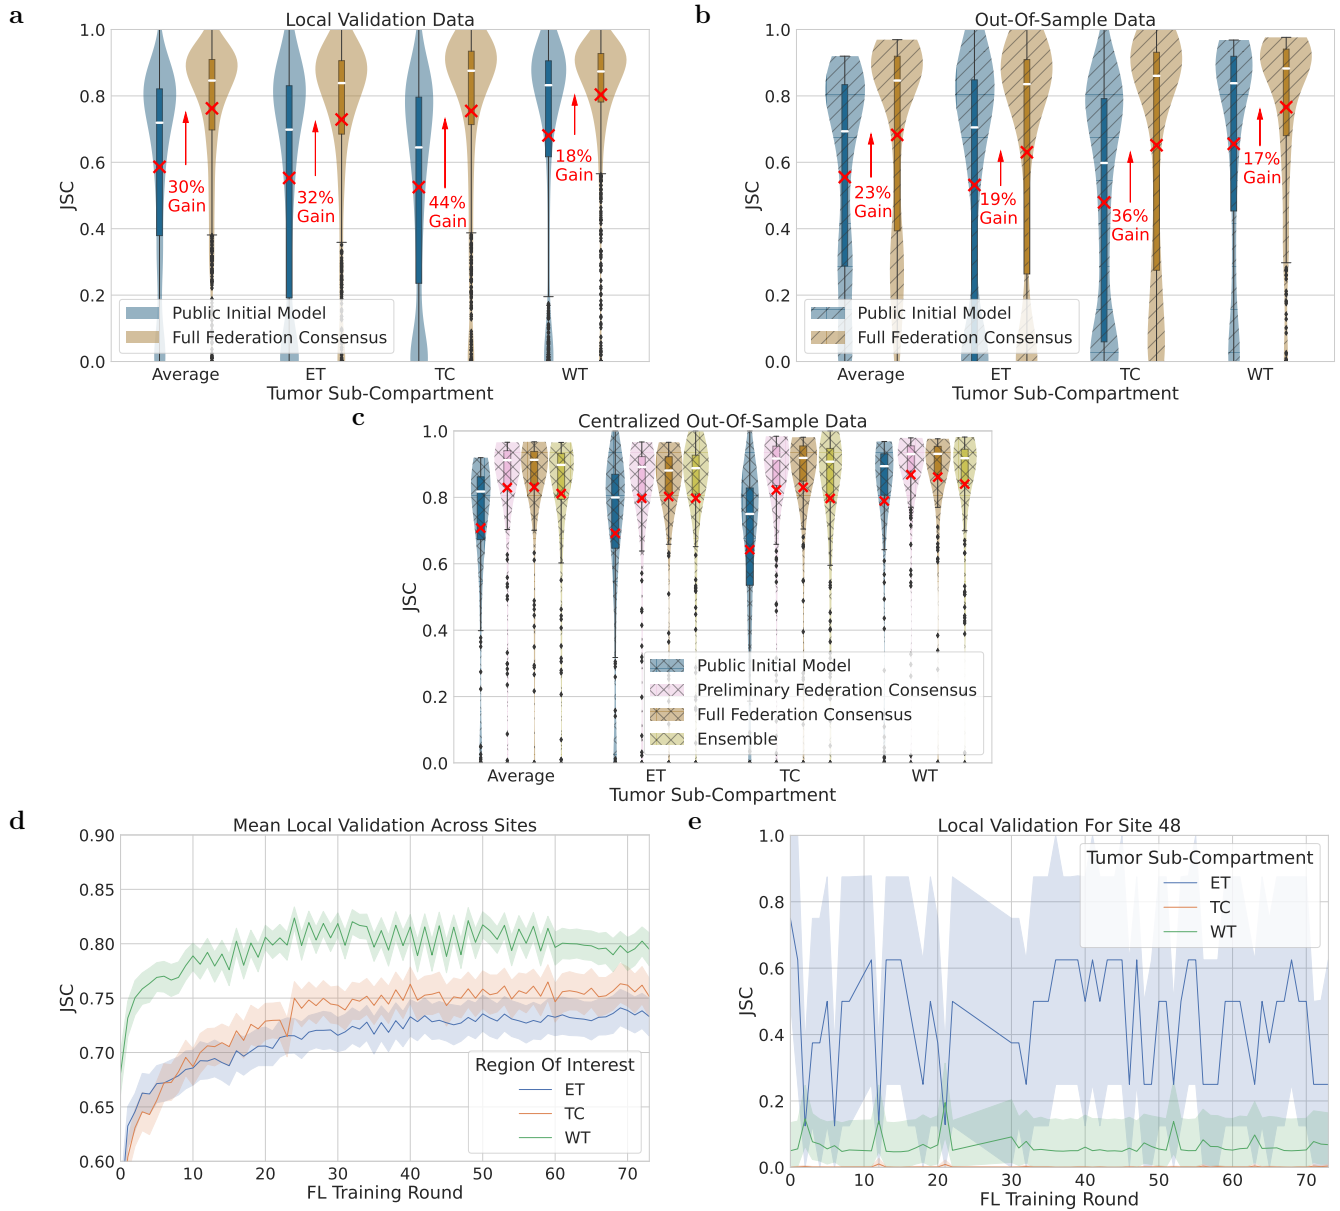 a
Local Validation Data
JSC
1.0
0.8
0.6
0.4
0.2
0.0
30%
Gain
32%
Gain
44%
Gain
18%
Gain
Public Initial Model
Full Federation Consensus
Average
ET
TC
WT
Tumor Sub-Compartment
b
Out-Of-Sample Data
JSC
1.0
0.8
0.6
0.4
0.2
0.0
23%
Gain
19%
Gain
36%
Gain
17%
Gain
Public Initial Model
Full Federation Consensus
Average
ET
TC
WT
Tumor Sub-Compartment
c
Centralized Out-Of-Sample Data
JSC
1.0
0.8
0.6
0.4
0.2
0.0
Public Initial Model
Preliminary Federation Consensus
Full Federation Consensus
Ensemble
Average
ET
TC
WT
Tumor Sub-Compartment
d
Mean Local Validation Across Sites
JSC
0.90
0.85
0.80
0.75
0.70
0.65
0.60
Region Of Interest
ET
TC
WT
0
10
20
30
40
50
60
70
FL Training Round
e
Local Validation For Site 48
JSC
1.0
0.8
0.6
0.4
0.2
0.0
Tumor Sub-Compartment
ET
TC
WT
0
10
20
30
40
50
60
70
FL Training Round